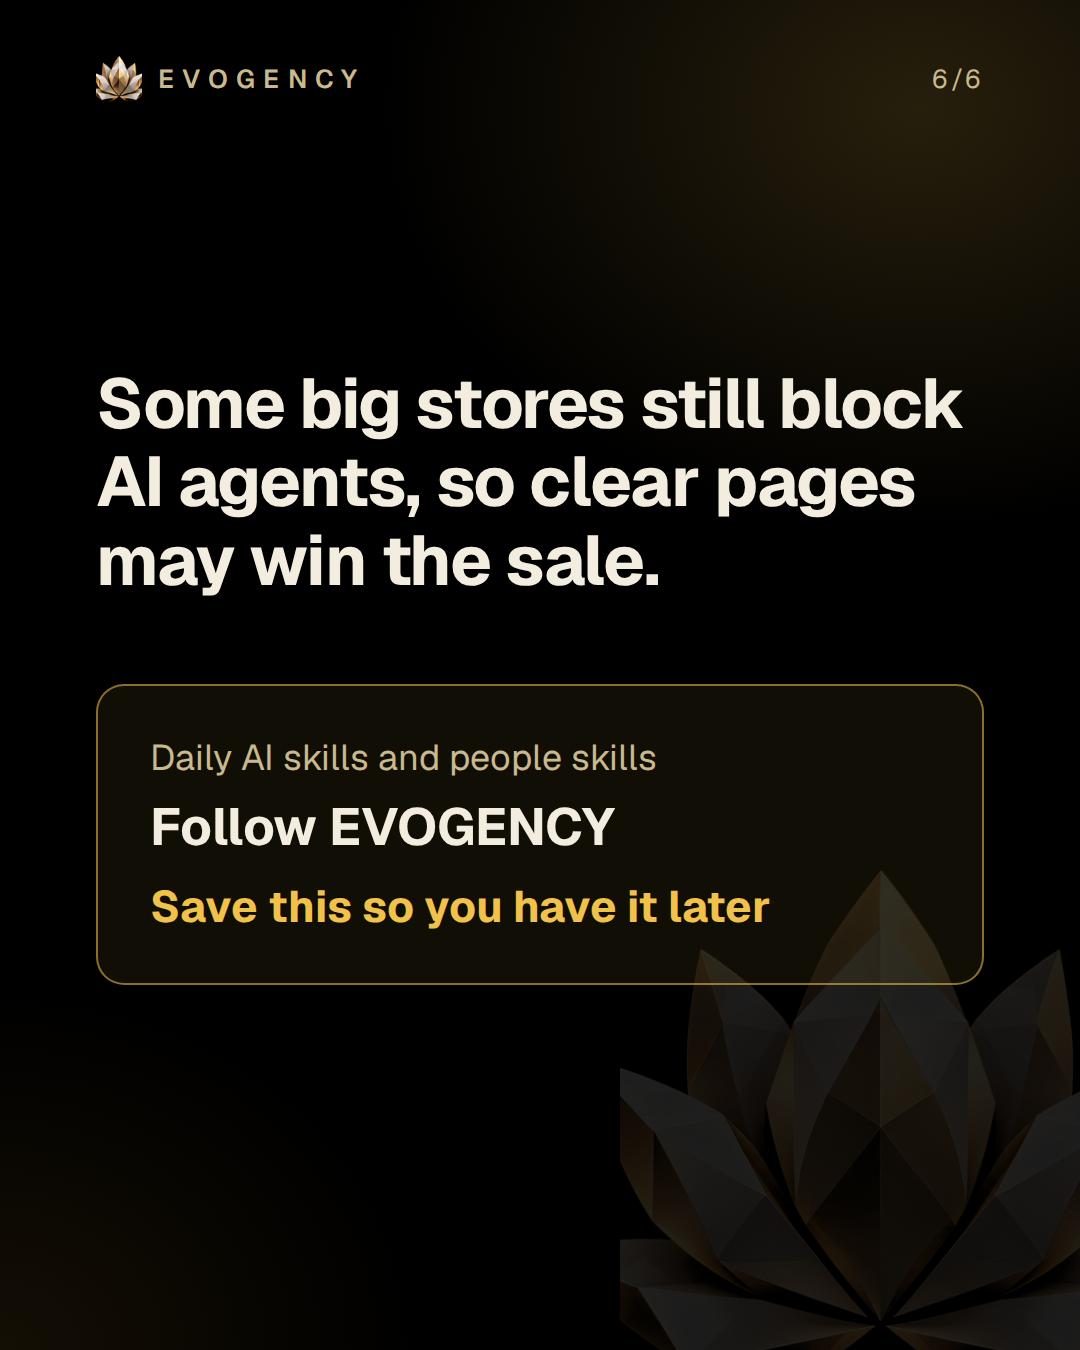 EVOGENCY
6/6
Some big stores still block
AI agents, so clear pages
may win the sale.
Daily AI skills and people skills
Follow EVOGENCY
Save this so you have it later